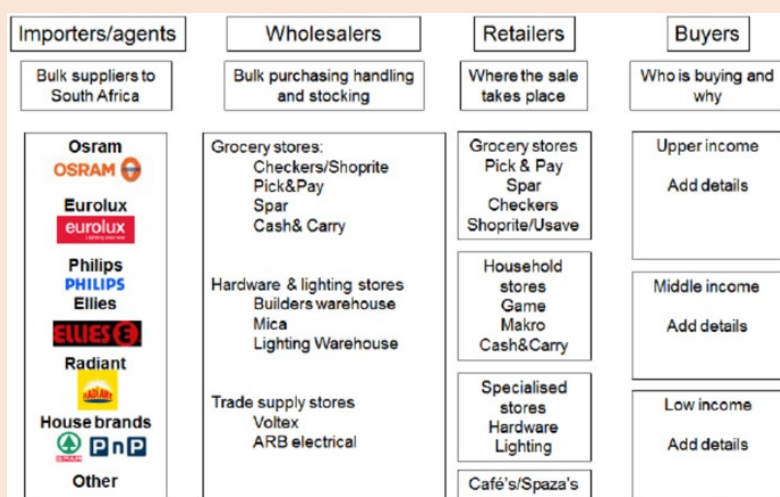 Importers/agents
Wholesalers
Retailers
Buyers
Bulk suppliers to
South Africa
Bulk purchasing handling
and stocking
Where the sale
takes place
Who is buying and
why
Osram
OSRAM
Eurolux
eurolux
Philips
PHILIPS
Ellies
ELLIES
Radiant
RADIANT
House brands
SPAR PnP
Other
Grocery stores:
Checkers/Shoprite
Pick&Pay
Spar
Cash& Carry
Hardware & lighting stores
Builders warehouse
Mica
Lighting Warehouse
Trade supply stores
Voltex
ARB electrical
Grocery stores
Pick & Pay
Spar
Checkers
Shoprite/Usave
Household
stores
Game
Makro
Cash&Carry
Specialised
stores
Hardware
Lighting
Café's/Spaza's
Upper income
Add details
Middle income
Add details
Low income
Add details